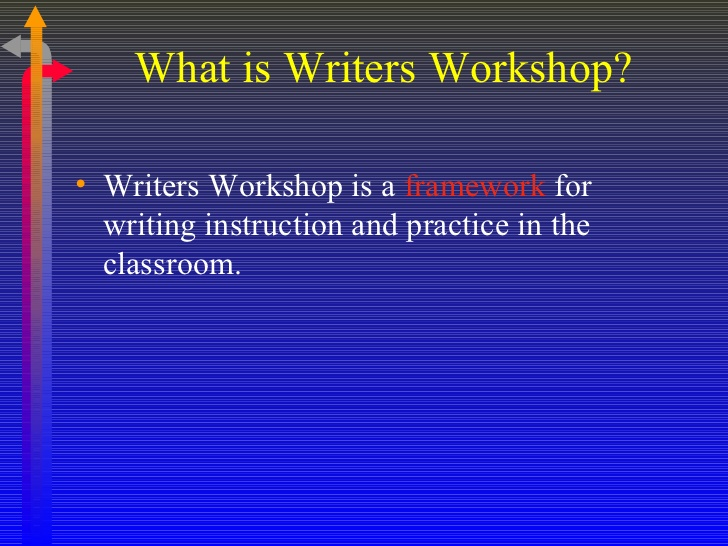 What is Writers Workshop?
• Writers Workshop is a framework for
writing instruction and practice in the
classroom.